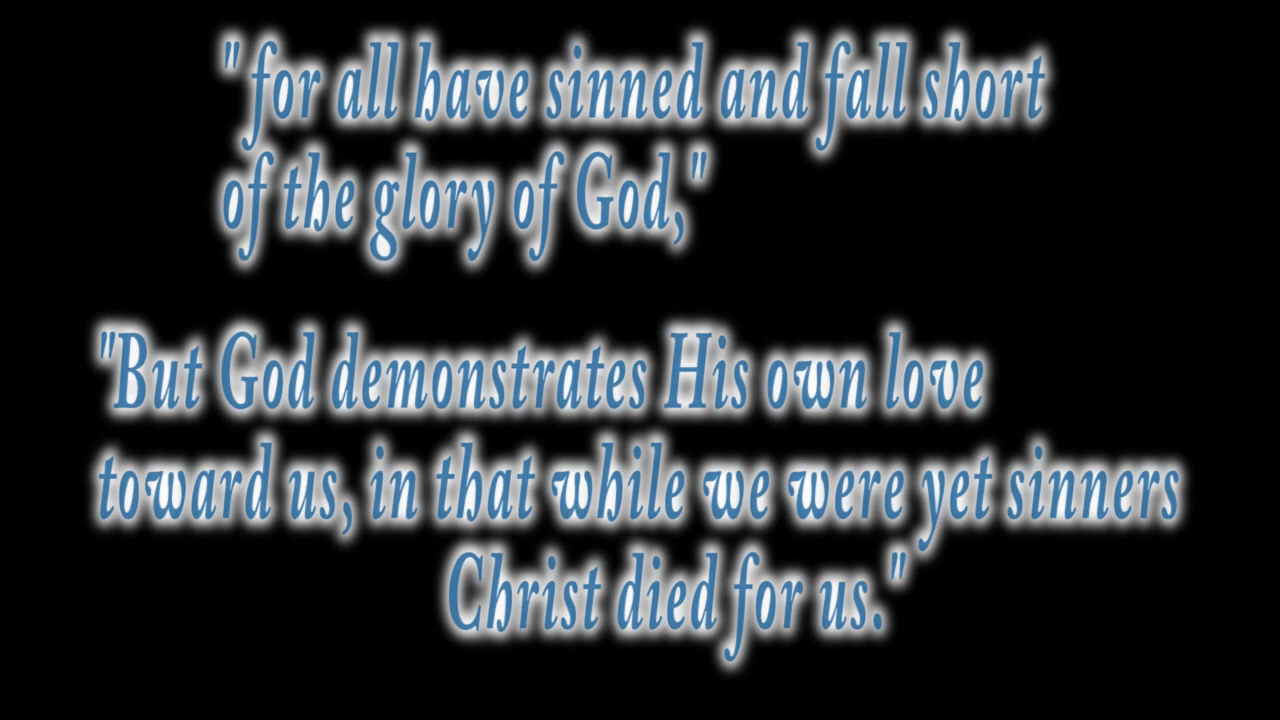 "for all have sinned and fall short
of the glory of God,"
"But God demonstrates His own love
toward us, in that while we were yet sinners
Christ died for us."